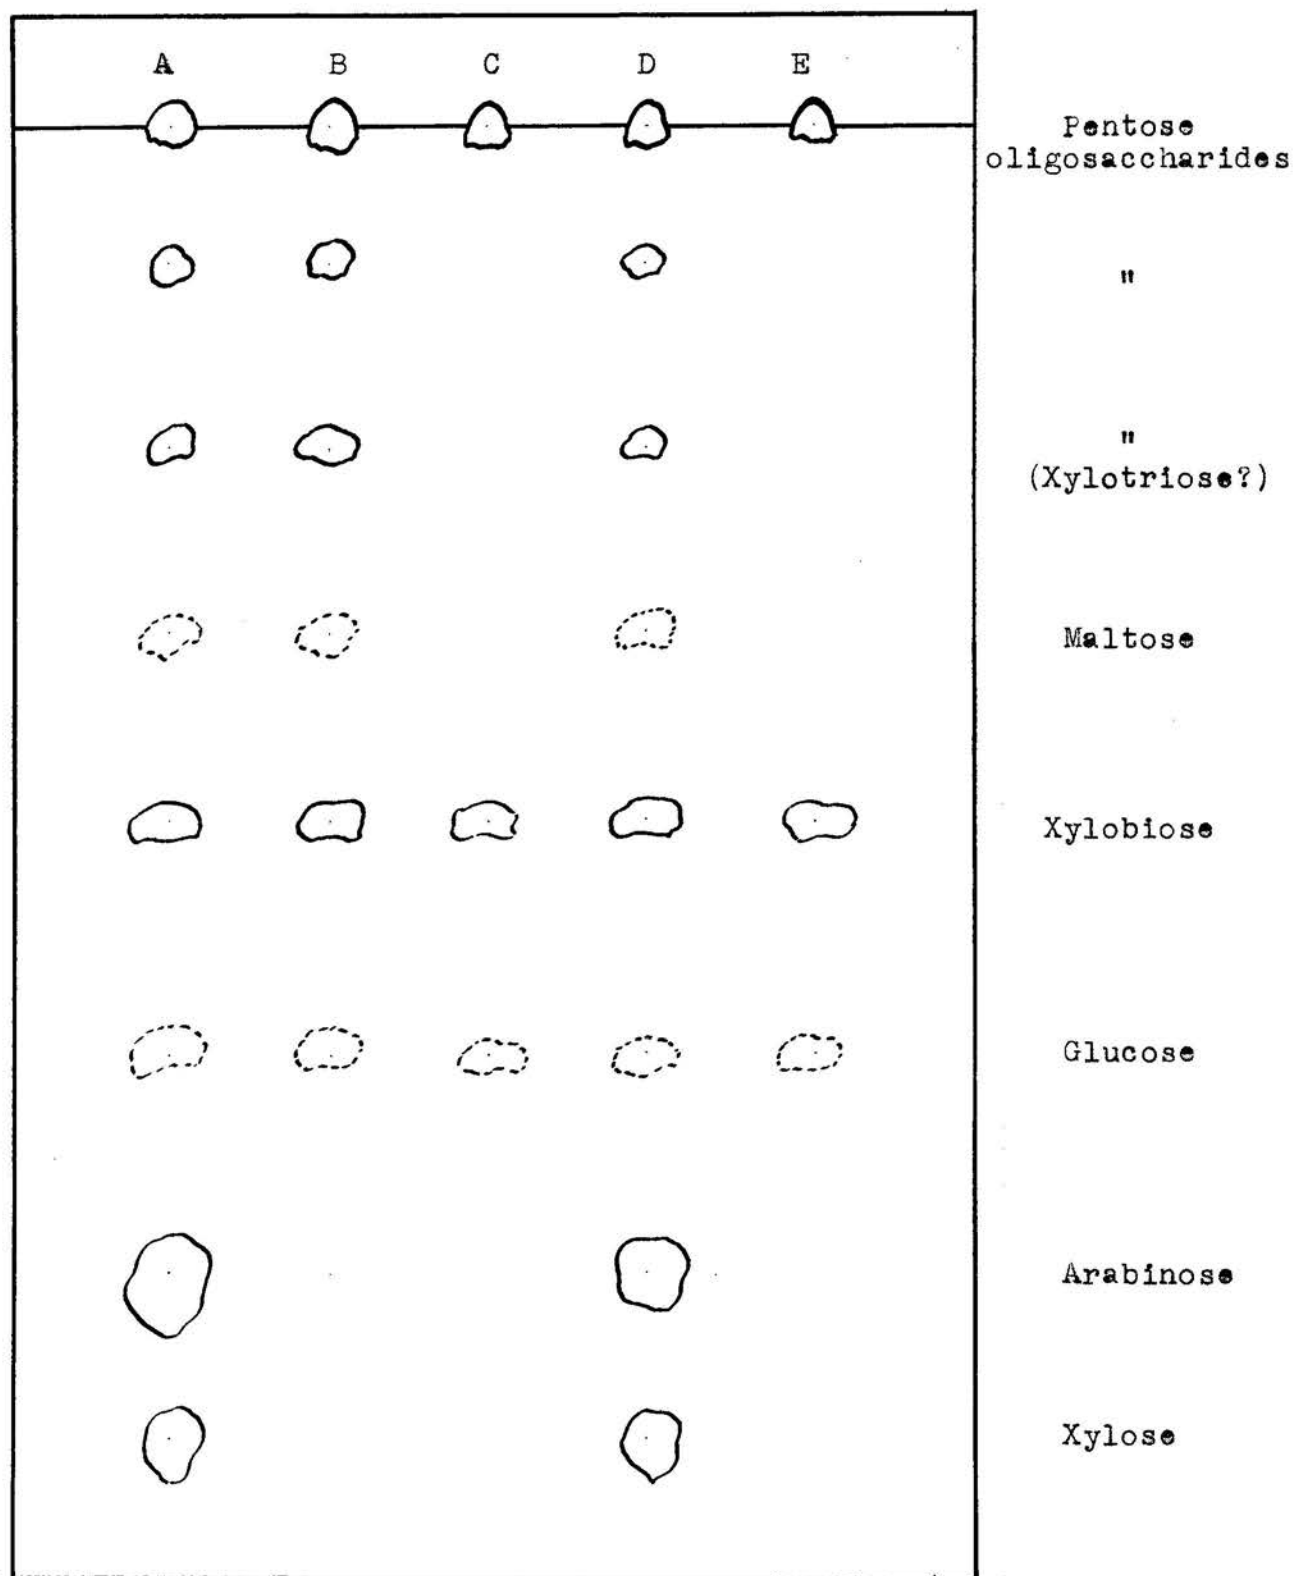 A B C D E
Pentose
oligosaccharides
"
"
(Xylotriose?)
Maltose
Xylobiose
Glucose
Arabinose
Xylose